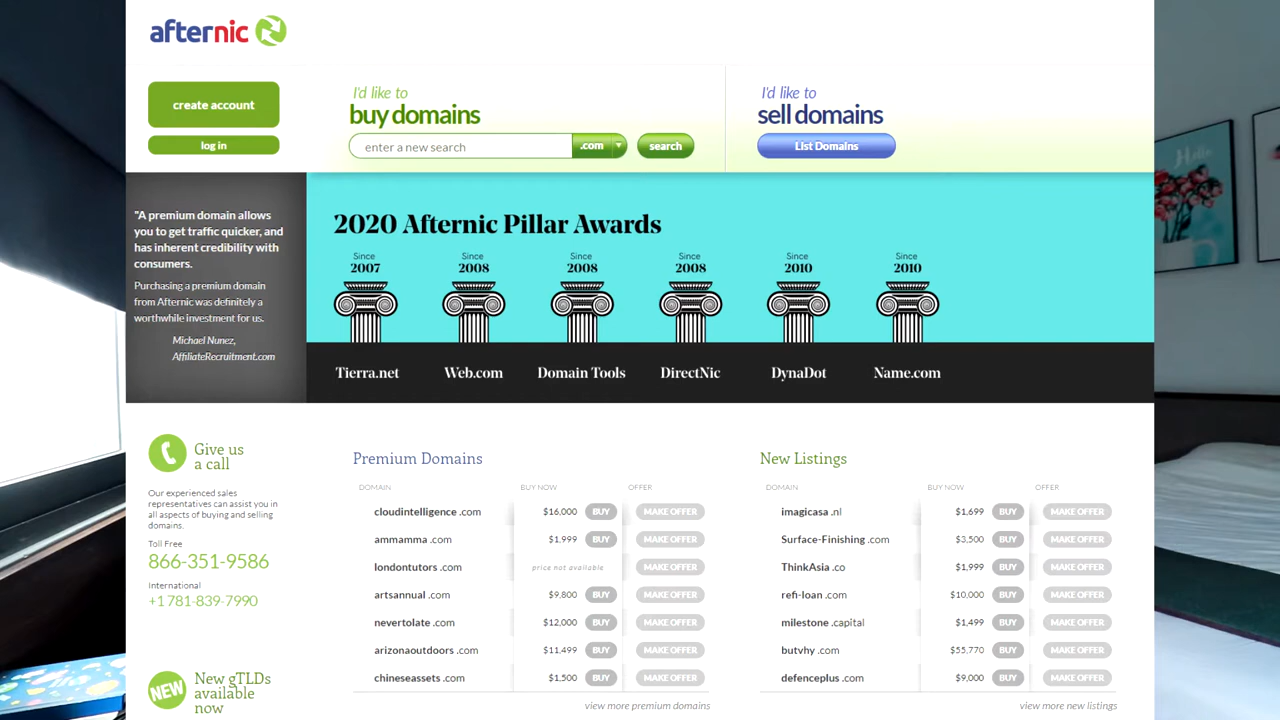 afternic
create account
log in
I'd like to
buy domains
enter a new search
.com
search
I'd like to
sell domains
List Domains
"A premium domain allows
you to get traffic quicker, and
has inherent credibility with
consumers.
Purchasing a premium domain
from Afternic was definitely a
worthwhile investment for us.
Michael Nunez,
AffiliateRecruitment.com
2020 Afternic Pillar Awards
Since 2007
Since 2008
Since 2008
Since 2008
Since 2010
Since 2010
Tierra.net Web.com Domain Tools DirectNic DynaDot Name.com
Give us
a call
Our experienced sales
representatives can assist you in
all aspects of buying and selling
domains.
Toll Free
866-351-9586
International
+1 781-839-7990
NEW
New gTLDs
available
now
Premium Domains
DOMAIN BUY NOW OFFER
cloudintelligence .com $16,000 BUY MAKE OFFER
ammamma .com $1,999 BUY MAKE OFFER
londontutors .com price not available MAKE OFFER
artsannual .com $9,800 BUY MAKE OFFER
nevertolate .com $12,000 BUY MAKE OFFER
arizonaoutdoors .com $11,499 BUY MAKE OFFER
chineseassets .com $1,500 BUY MAKE OFFER
view more premium domains
New Listings
DOMAIN BUY NOW OFFER
imagicasa .nl $1,699 BUY MAKE OFFER
Surface-Finishing .com $3,500 BUY MAKE OFFER
ThinkAsia .co $1,999 BUY MAKE OFFER
refi-loan .com $10,000 BUY MAKE OFFER
milestone .capital $1,499 BUY MAKE OFFER
butvhy .com $55,770 BUY MAKE OFFER
defenceplus .com $9,000 BUY MAKE OFFER
view more new listings
Hello